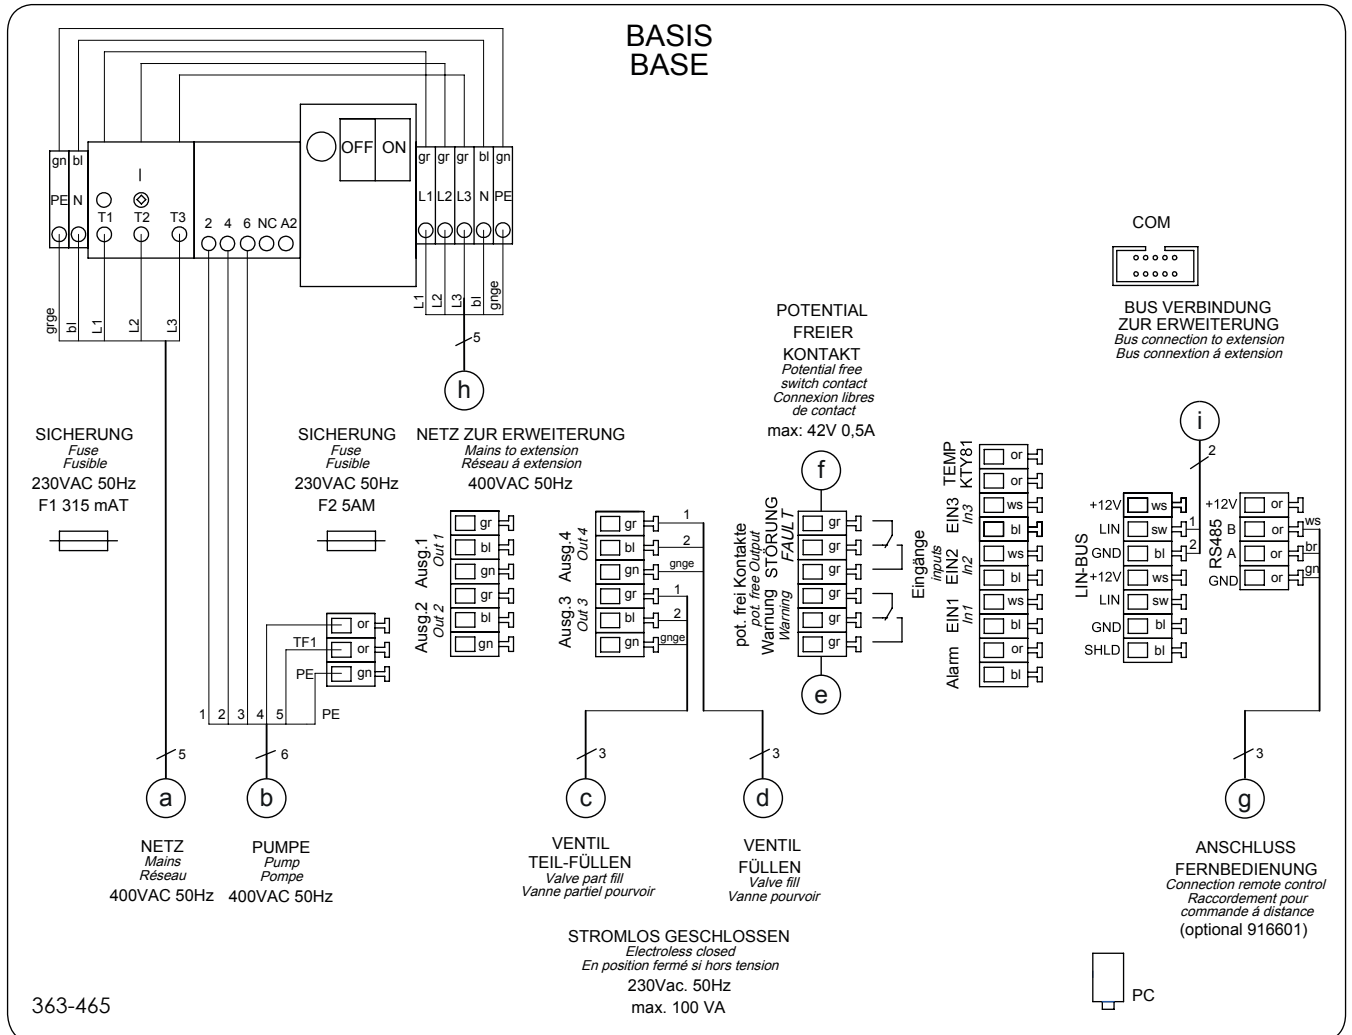 BASIS
BASE
gn bl
PE N
T1 T2 T3
I
2 4 6 NC A2
OFF ON
gr gr gr bl gn
L1 L2 L3 N PE
grge bl L1 L2 L3
L1 L2 L3 bl gnge
5
h
COM
BUS VERBINDUNG
ZUR ERWEITERUNG
Bus connection to extension
Bus connextion á extension
POTENTIAL
FREIER
KONTAKT
Potential free
switch contact
Connexion libres
de contact
max: 42V 0,5A
f
i
2
SICHERUNG
Fuse
Fusible
230VAC 50Hz
F1 315 mAT
SICHERUNG
Fuse
Fusible
230VAC 50Hz
F2 5AM
NETZ ZUR ERWEITERUNG
Mains to extension
Réseau á extension
400VAC 50Hz
Ausg.1
Out 1
gr
bl
gn
Ausg.2
Out 2
gr
bl
gn
Ausg.4
Out 4
gr 1
bl 2
gn gnge
Ausg.3
Out 3
gr 1
bl 2
gn gnge
pot. frei Kontakte
pot. free Output
STÖRUNG
FAULT
gr
gr
gr
Warnung
Warning
gr
gr
gr
e
Eingänge
inputs
TEMP
KTY81
or
or
EIN3
In3
ws
bl
EIN2
In2
ws
bl
EIN1
In1
ws
bl
Alarm
or
bl
LIN-BUS
+12V ws
LIN sw 1
GND bl 2
+12V ws
LIN sw
GND bl
SHLD bl
RS485
+12V or
B or ws
A or br
GND or gn
or
TF1 or
PE gn
1 2 3 4 5 PE
5
6
3
3
3
a
b
c
d
g
NETZ
Mains
Réseau
400VAC 50Hz
PUMPE
Pump
Pompe
400VAC 50Hz
VENTIL
TEIL-FÜLLEN
Valve part fill
Vanne partiel pourvoir
VENTIL
FÜLLEN
Valve fill
Vanne pourvoir
ANSCHLUSS
FERNBEDIENUNG
Connection remote control
Raccordement pour
commande á distance
(optional 916601)
STROMLOS GESCHLOSSEN
Electroless closed
En position fermé si hors tension
230Vac. 50Hz
max. 100 VA
363-465
PC